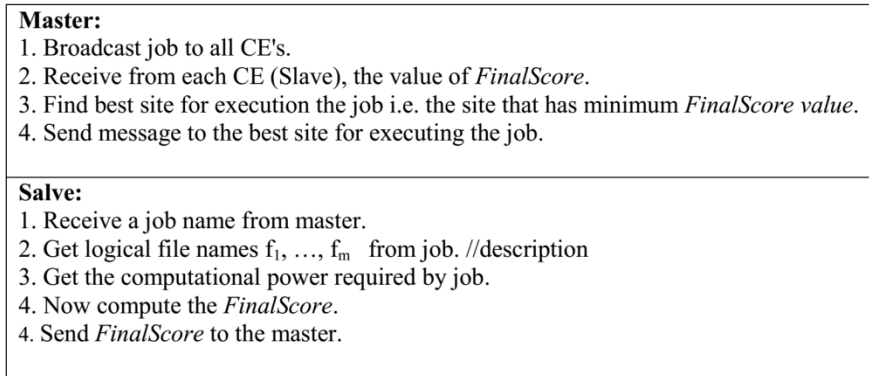 Master:
1. Broadcast job to all CE's.
2. Receive from each CE (Slave), the value of FinalScore.
3. Find best site for execution the job i.e. the site that has minimum FinalScore value.
4. Send message to the best site for executing the job.
Salve:
1. Receive a job name from master.
2. Get logical file names f₁, …, fₘ from job. //description
3. Get the computational power required by job.
4. Now compute the FinalScore.
4. Send FinalScore to the master.